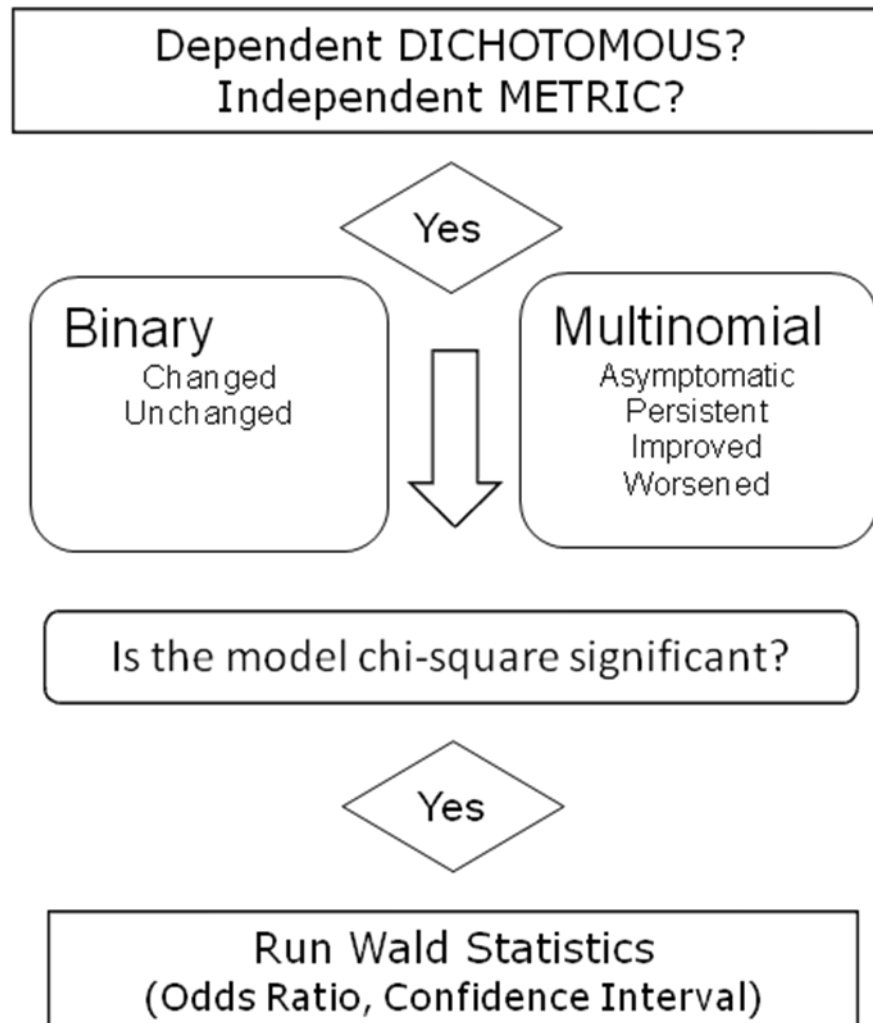 Dependent DICHOTOMOUS?
Independent METRIC?
Yes
Binary
Changed
Unchanged
Multinomial
Asymptomatic
Persistent
Improved
Worsened
Is the model chi-square significant?
Yes
Run Wald Statistics
(Odds Ratio, Confidence Interval)